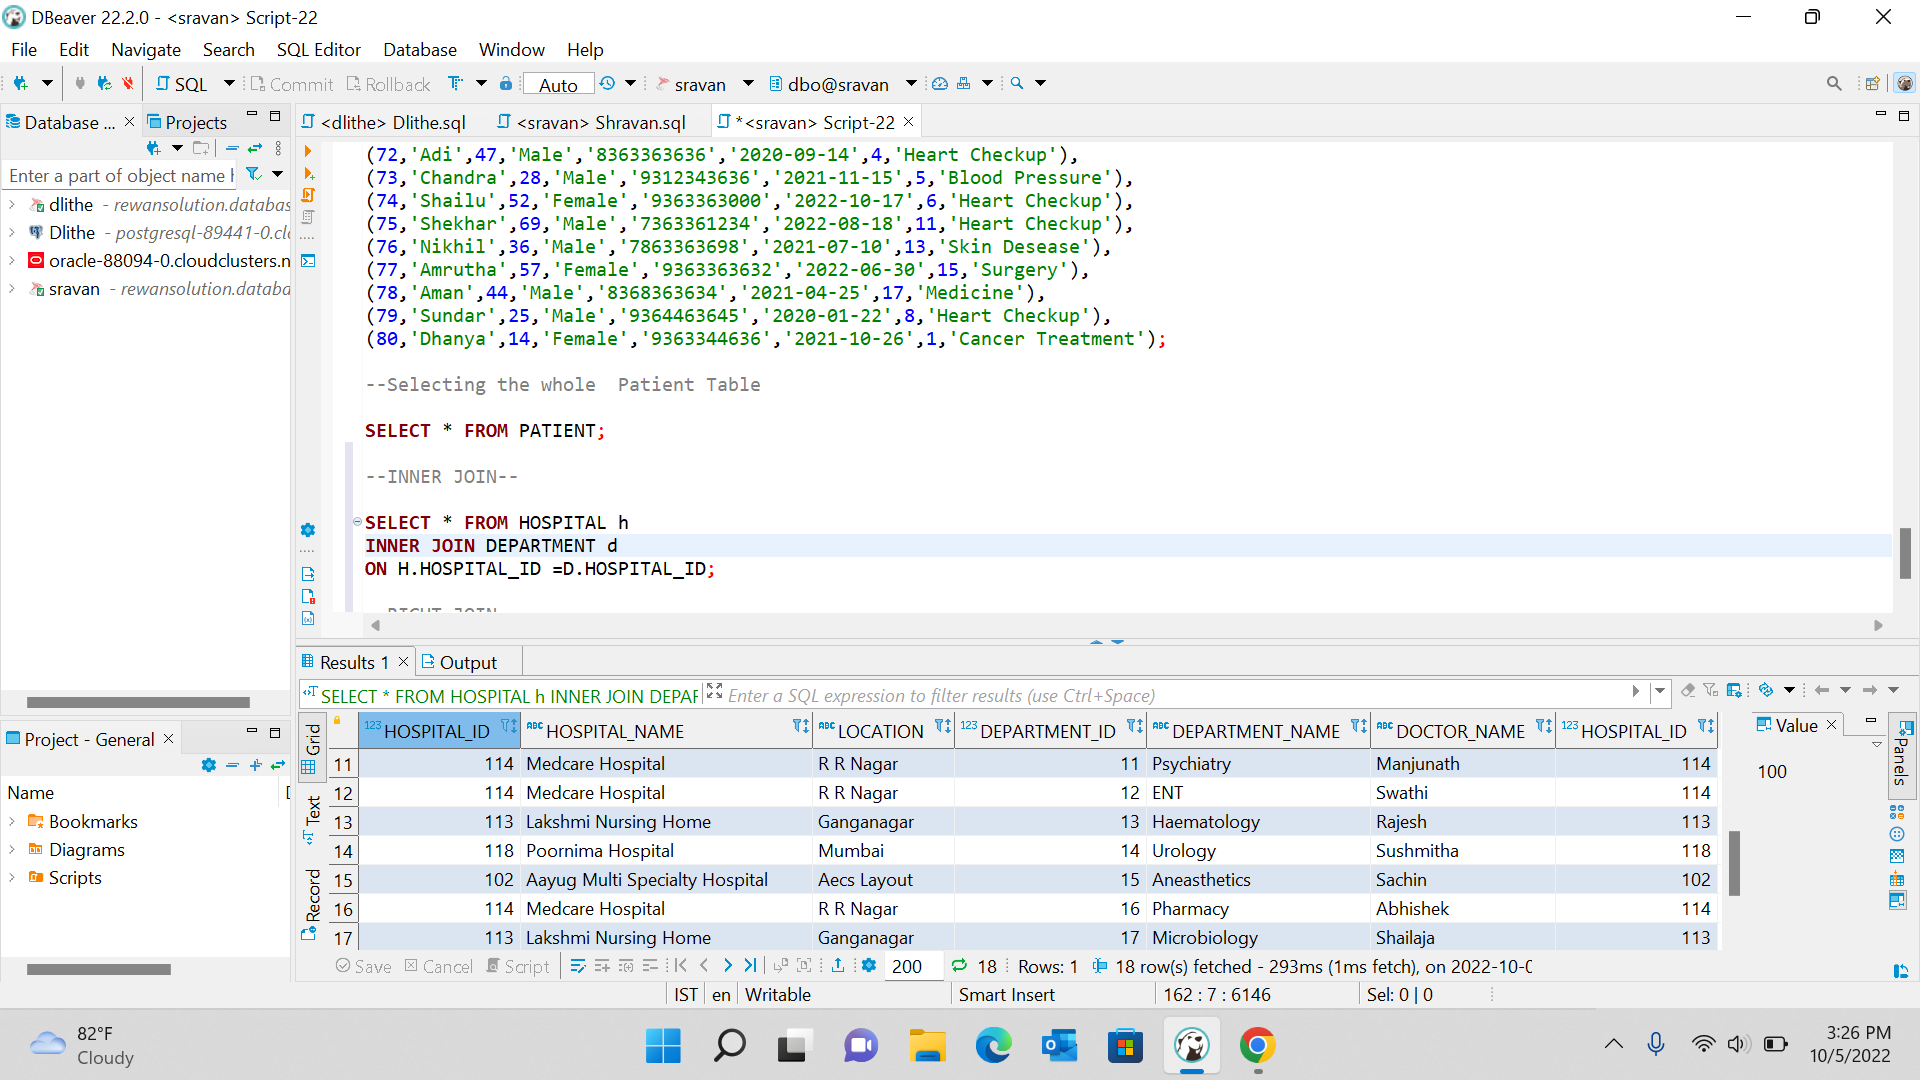 DBeaver 22.2.0 - <sravan> Script-22
File Edit Navigate Search SQL Editor Database Window Help
SQL Commit Rollback Auto sravan dbo@sravan
Database ... Projects <dlithe> Dlithe.sql <sravan> Shravan.sql *<sravan> Script-22
Enter a part of object name h
dlithe - rewansolution.databas
Dlithe - postgresql-89441-0.clo
oracle-88094-0.cloudclusters.n
sravan - rewansolution.databa
(72,'Adi',47,'Male','8363363636','2020-09-14',4,'Heart Checkup'),
(73,'Chandra',28,'Male','9312343636','2021-11-15',5,'Blood Pressure'),
(74,'Shailu',52,'Female','9363363000','2022-10-17',6,'Heart Checkup'),
(75,'Shekhar',69,'Male','7363361234','2022-08-18',11,'Heart Checkup'),
(76,'Nikhil',36,'Male','7863363698','2021-07-10',13,'Skin Desease'),
(77,'Amrutha',57,'Female','9363363632','2022-06-30',15,'Surgery'),
(78,'Aman',44,'Male','8368363634','2021-04-25',17,'Medicine'),
(79,'Sundar',25,'Male','9364463645','2020-01-22',8,'Heart Checkup'),
(80,'Dhanya',14,'Female','9363344636','2021-10-26',1,'Cancer Treatment');
--Selecting the whole  Patient Table
SELECT * FROM PATIENT;
--INNER JOIN--
SELECT * FROM HOSPITAL h
INNER JOIN DEPARTMENT d
ON H.HOSPITAL_ID =D.HOSPITAL_ID;
Project - General
Name
Bookmarks
Diagrams
Scripts
Results 1 Output
SELECT * FROM HOSPITAL h INNER JOIN DEPAR Enter a SQL expression to filter results (use Ctrl+Space)
Grid
Text
Record
123 HOSPITAL_ID ABC HOSPITAL_NAME ABC LOCATION 123 DEPARTMENT_ID ABC DEPARTMENT_NAME ABC DOCTOR_NAME 123 HOSPITAL_ID
11 114 Medcare Hospital R R Nagar 11 Psychiatry Manjunath 114
12 114 Medcare Hospital R R Nagar 12 ENT Swathi 114
13 113 Lakshmi Nursing Home Ganganagar 13 Haematology Rajesh 113
14 118 Poornima Hospital Mumbai 14 Urology Sushmitha 118
15 102 Aayug Multi Specialty Hospital Aecs Layout 15 Aneasthetics Sachin 102
16 114 Medcare Hospital R R Nagar 16 Pharmacy Abhishek 114
17 113 Lakshmi Nursing Home Ganganagar 17 Microbiology Shailaja 113
Value
100
Panels
Save Cancel Script 200 18 Rows: 1 18 row(s) fetched - 293ms (1ms fetch), on 2022-10-0
IST en Writable Smart Insert 162 : 7 : 6146 Sel: 0 | 0
82°F
Cloudy
3:26 PM
10/5/2022